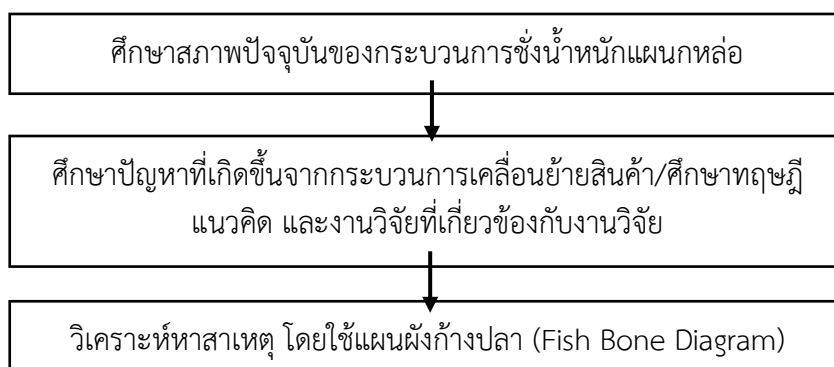 ศึกษาสภาพปัจจุบันของกระบวนการชั่งน้ำหนักแผนกหล่อ
ศึกษาปัญหาที่เกิดขึ้นจากกระบวนการเคลื่อนย้ายสินค้า/ศึกษาทฤษฎี
แนวคิด และงานวิจัยที่เกี่ยวข้องกับงานวิจัย
วิเคราะห์หาสาเหตุ โดยใช้แผนผังก้างปลา (Fish Bone Diagram)